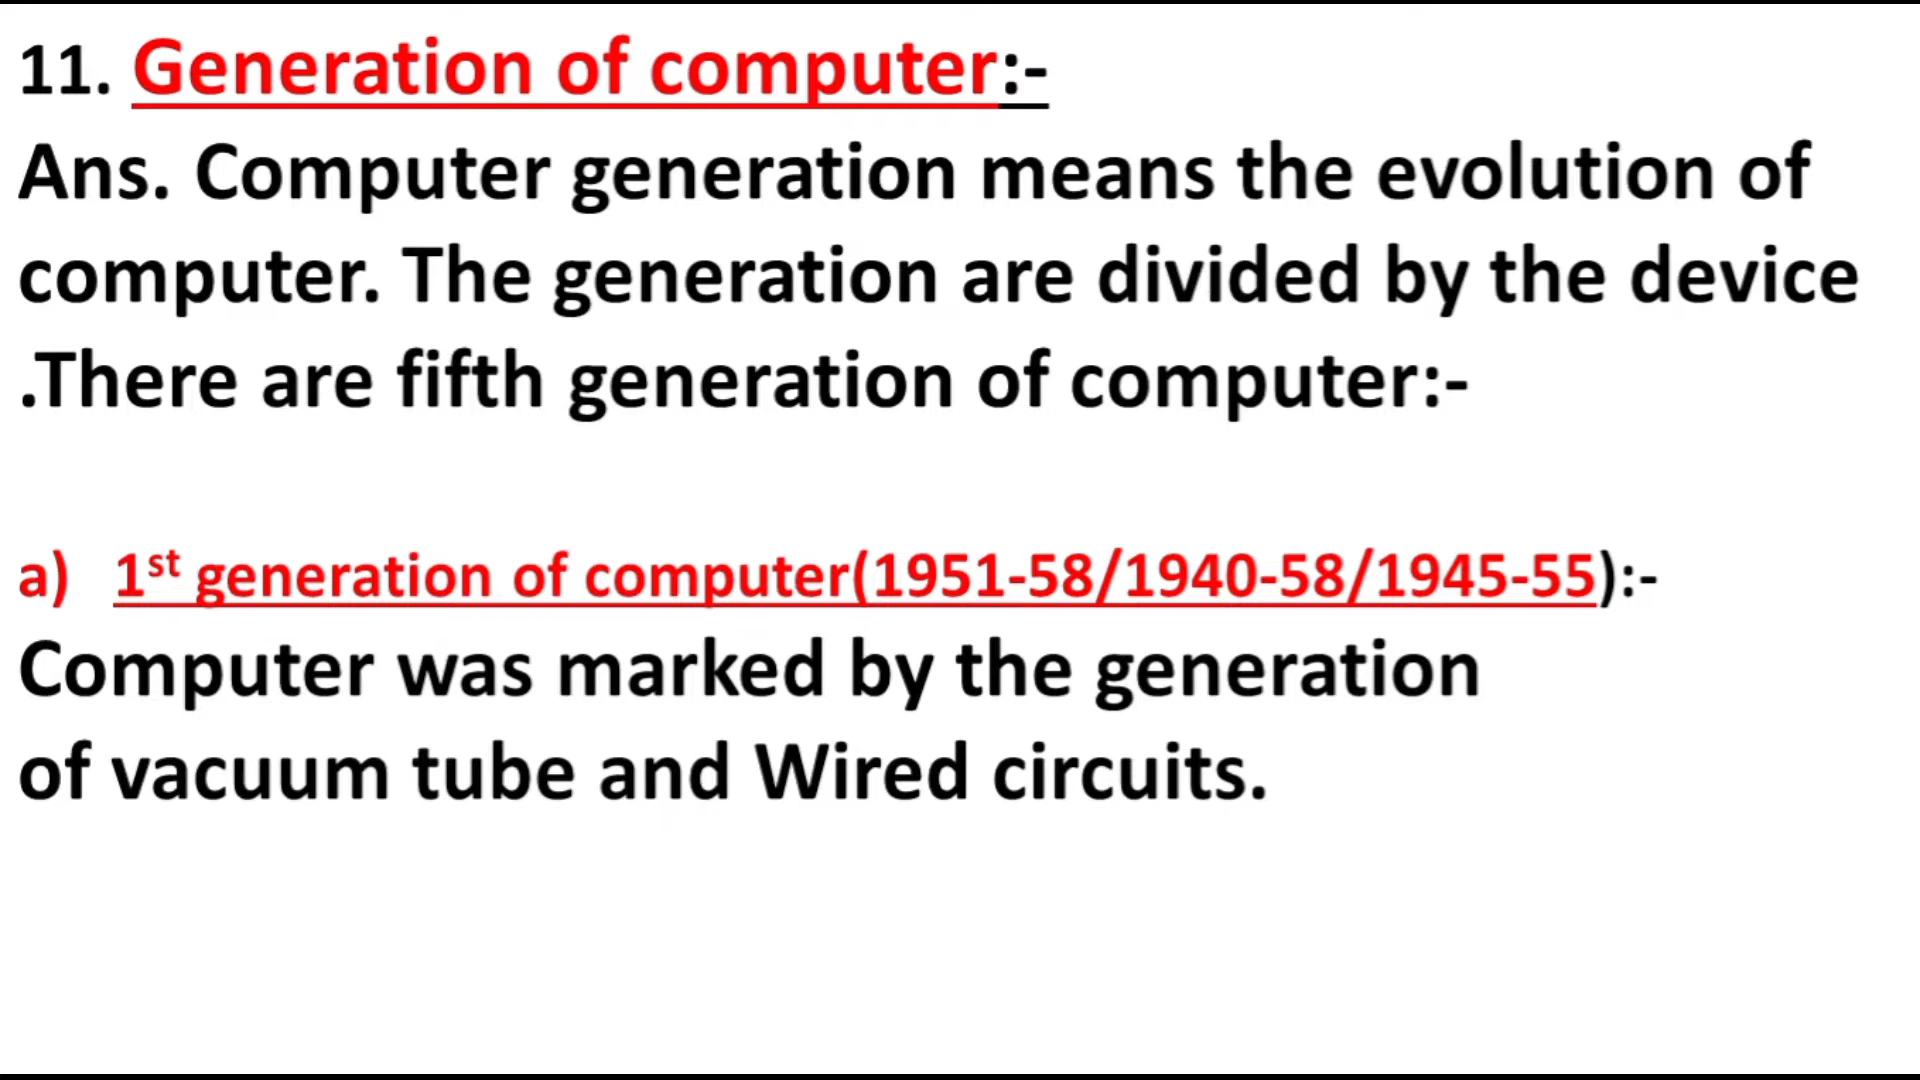 11. Generation of computer:-
Ans. Computer generation means the evolution of
computer. The generation are divided by the device
.There are fifth generation of computer:-
a) 1st generation of computer(1951-58/1940-58/1945-55):-
Computer was marked by the generation
of vacuum tube and Wired circuits.